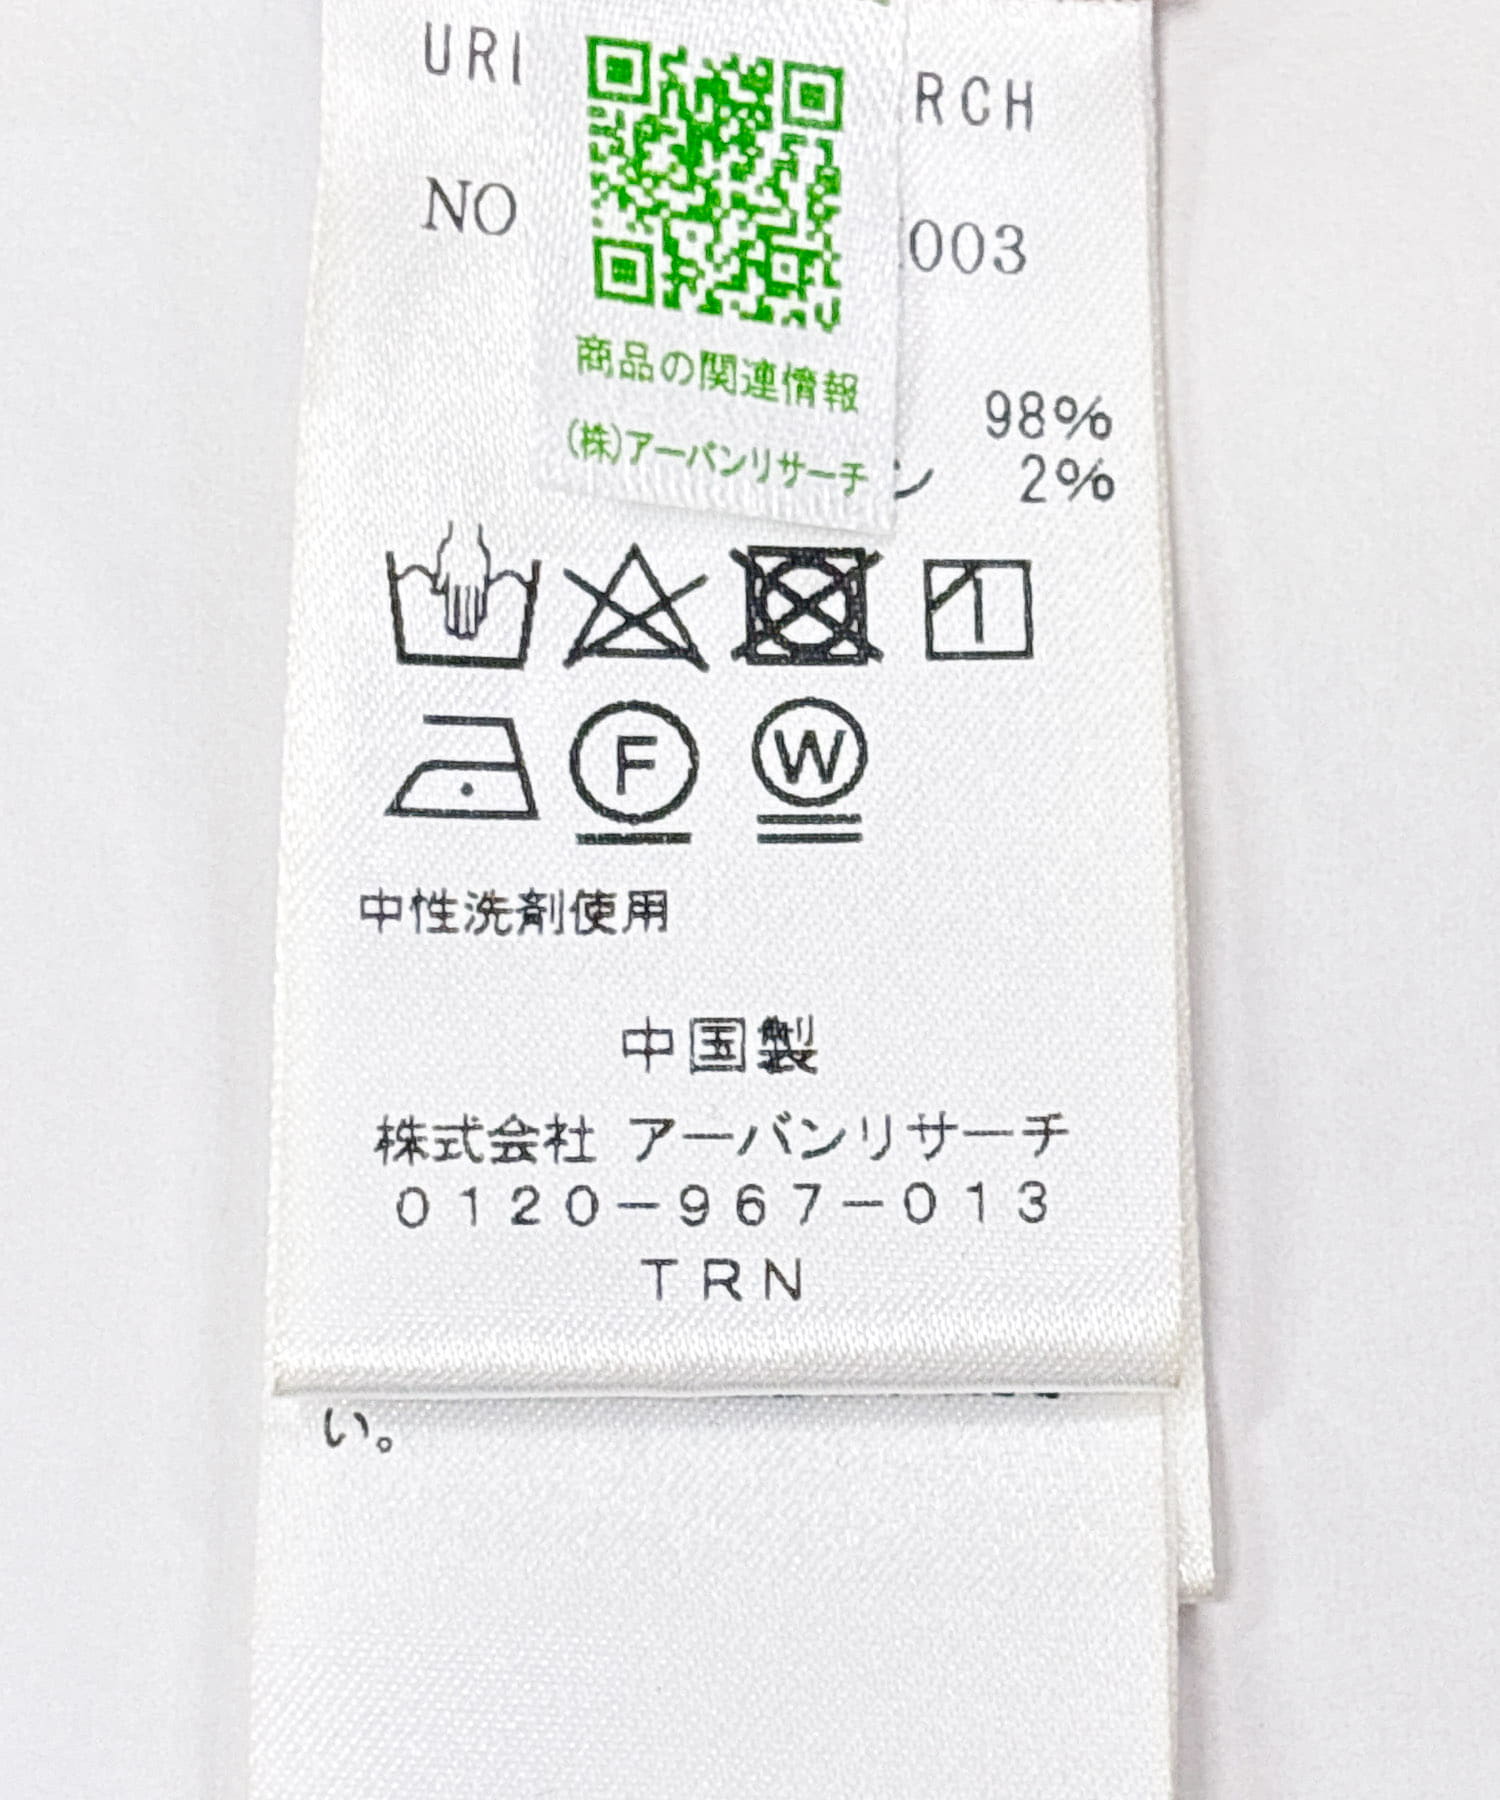 URI RCH
NO 003
商品の関連情報
(株)アーバンリサーチ
98%
ン 2%
F W
中性洗剤使用
中国製
株式会社 アーバンリサーチ
0120-967-013
TRN
い。